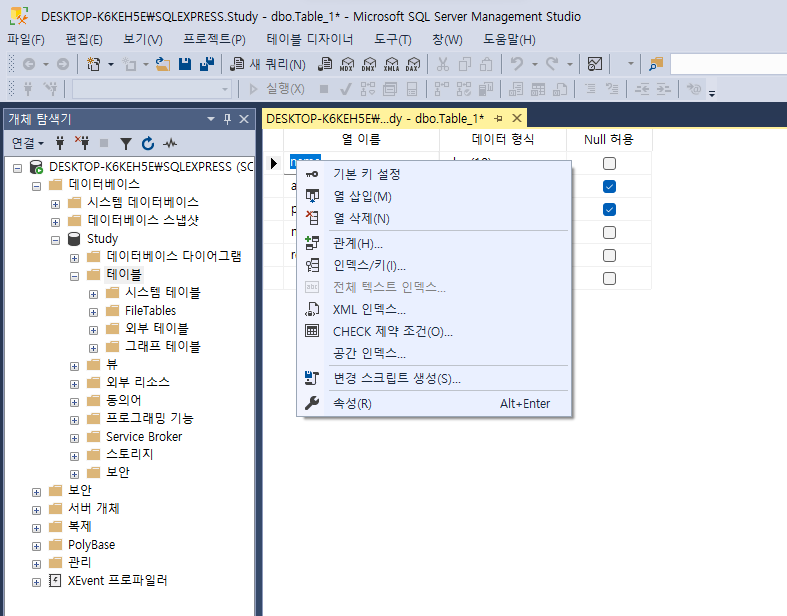 DESKTOP-K6KEH5E₩SQLEXPRESS.Study - dbo.Table_1* - Microsoft SQL Server Management Studio
파일(F) 편집(E) 보기(V) 프로젝트(P) 테이블 디자이너 도구(T) 창(W) 도움말(H)
새 쿼리(N) MDX DMX XMLA DAX
실행(X)
개체 탐색기
DESKTOP-K6KEH5E₩...dy - dbo.Table_1*
연결
열 이름 데이터 형식 Null 허용
DESKTOP-K6KEH5E₩SQLEXPRESS (SC
데이터베이스
시스템 데이터베이스
데이터베이스 스냅샷
Study
데이터베이스 다이어그램
테이블
시스템 테이블
FileTables
외부 테이블
그래프 테이블
뷰
외부 리소스
동의어
프로그래밍 기능
Service Broker
스토리지
보안
보안
서버 개체
복제
PolyBase
관리
XEvent 프로파일러
기본 키 설정
열 삽입(M)
열 삭제(N)
관계(H)...
인덱스/키(I)...
전체 텍스트 인덱스...
XML 인덱스...
CHECK 제약 조건(O)...
공간 인덱스...
변경 스크립트 생성(S)...
속성(R) Alt+Enter